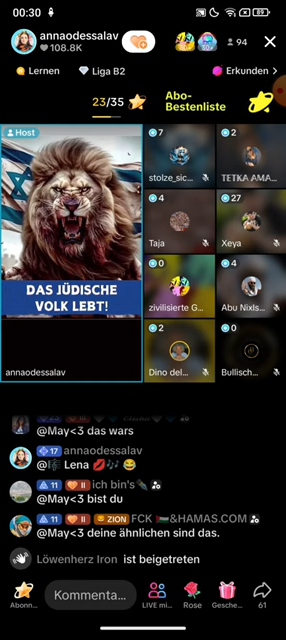 00:30
89
annaodessalav
108.8K
94
Lernen
Liga B2
Erkunden
23/35
Abo-
Bestenliste
Host
DAS JÜDISCHE
VOLK LEBT!
annaodessalav
7
stolze_sic...
2
TETKA AMA...
4
Taja
27
Xeya
0
zivilisierte G...
4
Abu Nixls...
2
Dino del...
0
Bullisch...
@May<3 das wars
17 annaodessalav
@ Lena
11 II ich bin's
@May<3 bist du
11 II ZION FCK &HAMAS.COM
@May<3 deine ähnlichen sind das.
Löwenherz Iron ist beigetreten
Abonn...
Kommenta...
LIVE mi...
Rose
Gesche...
61